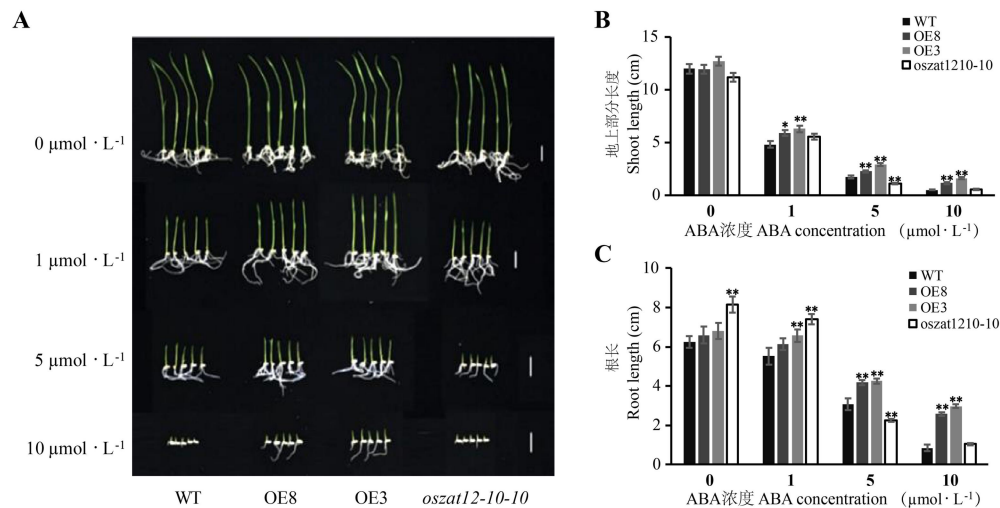 A
0 μmol · L-1
1 μmol · L-1
5 μmol · L-1
10 μmol · L-1
WT
OE8
OE3
oszat12-10-10
B
WT
OE8
OE3
oszat1210-10
地上部分长度
Shoot length (cm)
15
10
5
0
*
**
**
**
**
**
**
0
1
5
10
ABA浓度 ABA concentration (μmol · L-1)
C
WT
OE8
OE3
oszat1210-10
根长
Root length (cm)
10
8
6
4
2
0
**
**
**
**
**
**
**
**
0
1
5
10
ABA浓度 ABA concentration (μmol · L-1)